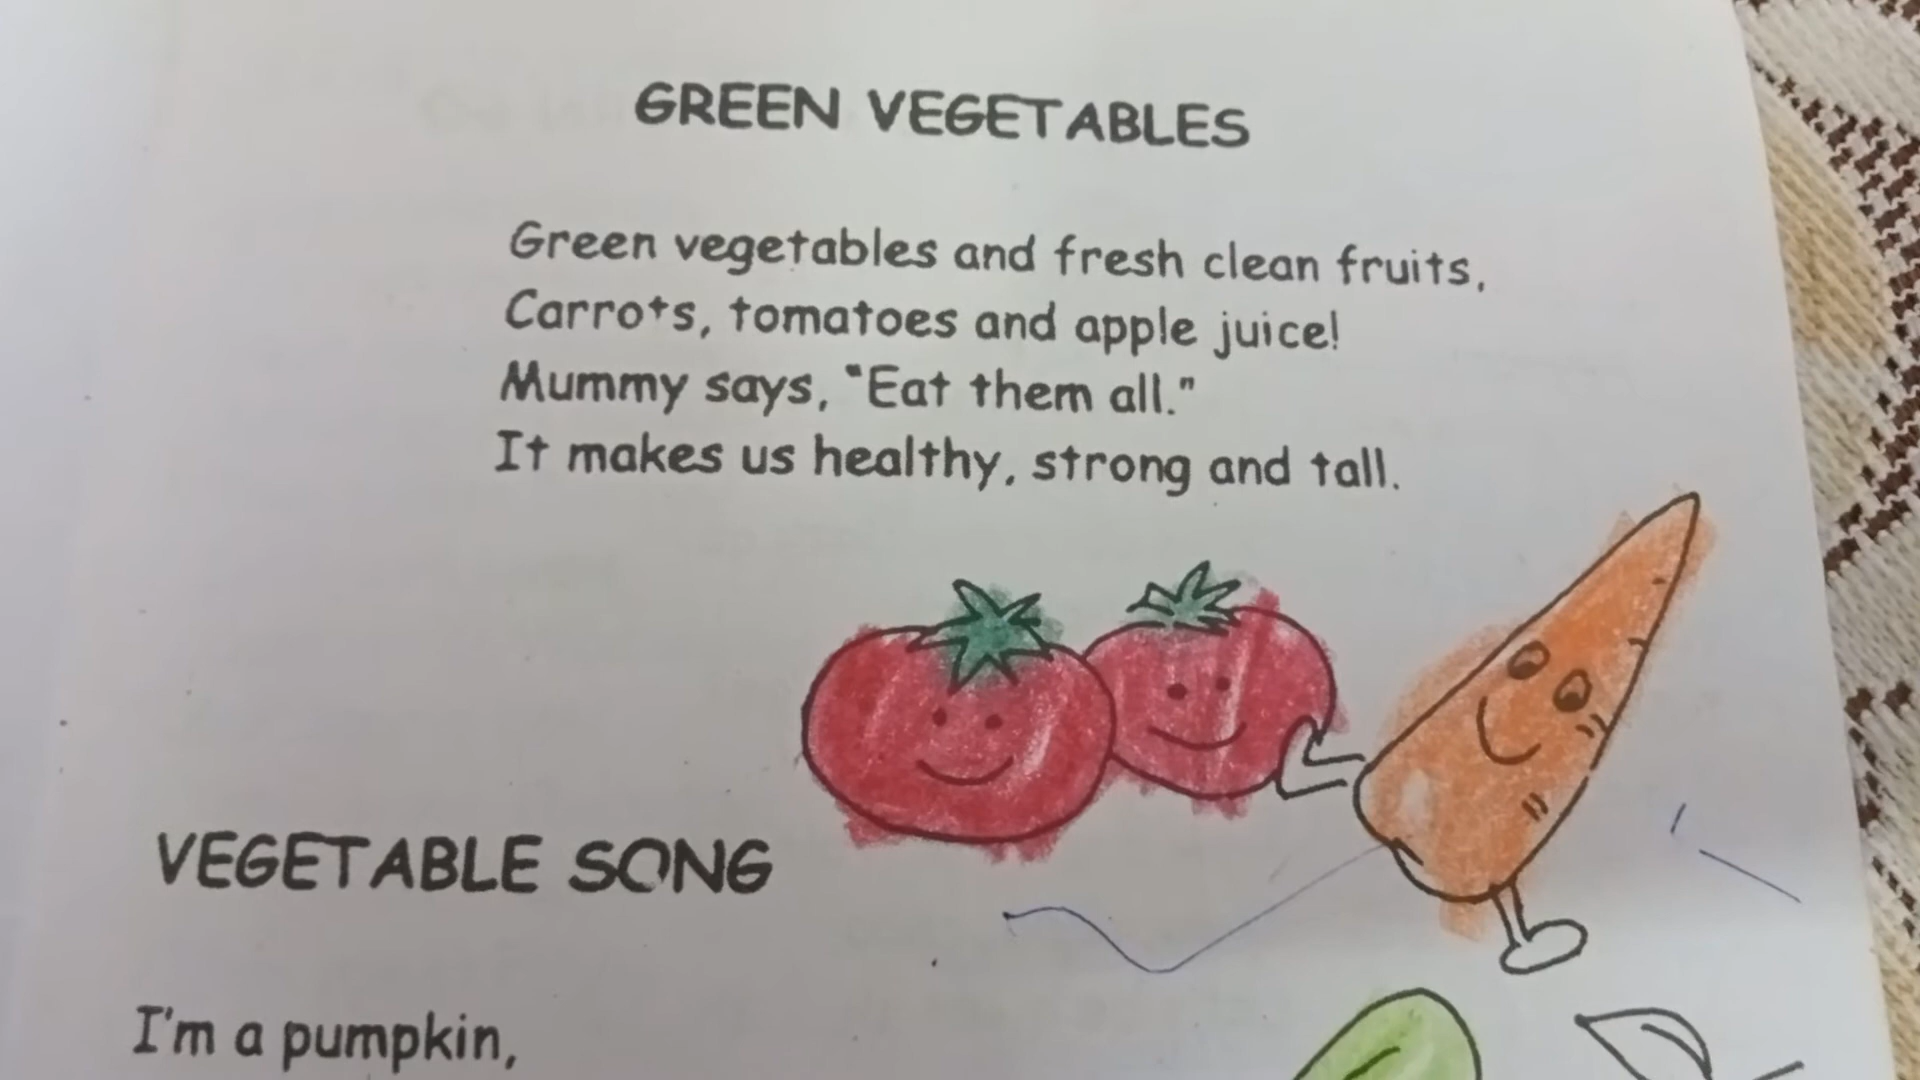 GREEN VEGETABLES
Green vegetables and fresh clean fruits,
Carrots, tomatoes and apple juice!
Mummy says, "Eat them all."
It makes us healthy, strong and tall.
VEGETABLE SONG
I'm a pumpkin,